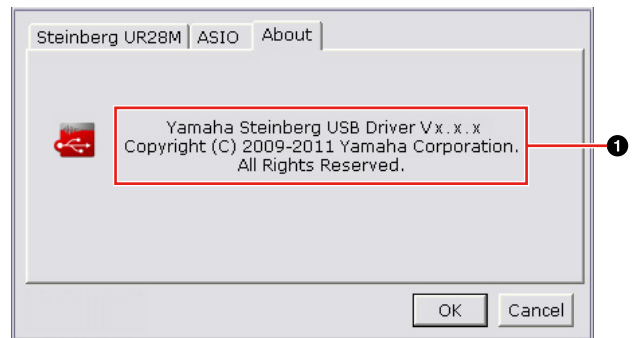 Steinberg UR28M ASIO About
Yamaha Steinberg USB Driver Vx.x.x
Copyright (C) 2009-2011 Yamaha Corporation.
All Rights Reserved.
1
OK Cancel